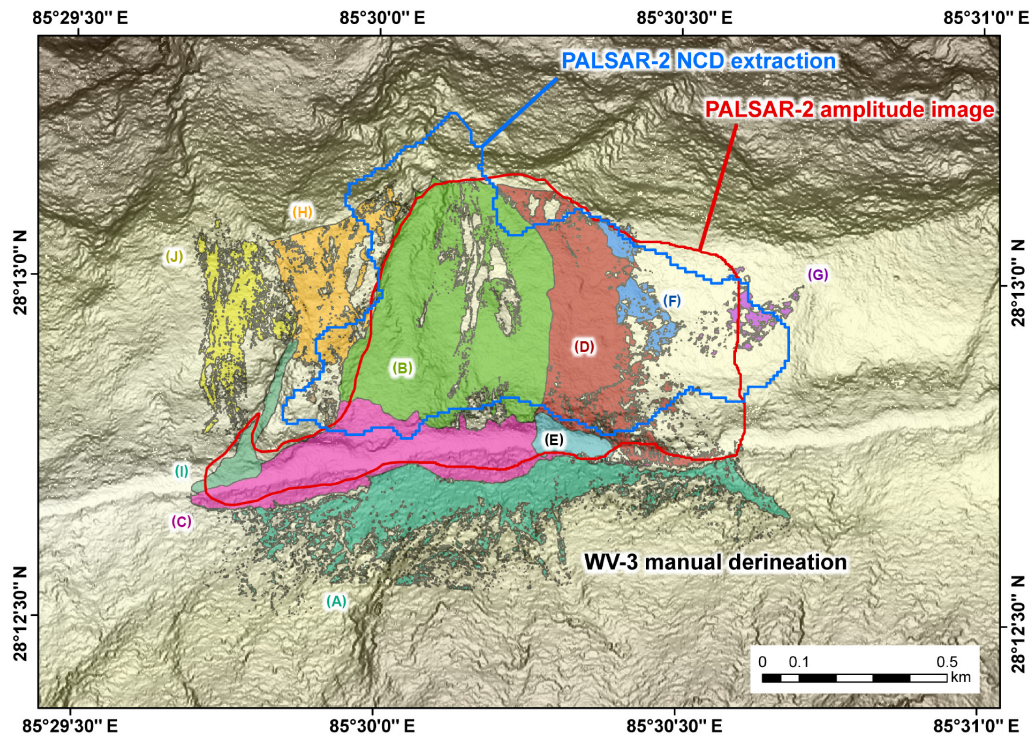 85°29'30" E 85°30'0" E 85°30'30" E 85°31'0" E
PALSAR-2 NCD extraction
PALSAR-2 amplitude image
(H)
(J)
(G)
28°13'0" N
28°13'0" N
(F)
(D)
(B)
(E)
(I)
(C)
WV-3 manual derineation
(A)
28°12'30" N
28°12'30" N
0 0.1 0.5
km
85°29'30" E 85°30'0" E 85°30'30" E 85°31'0" E